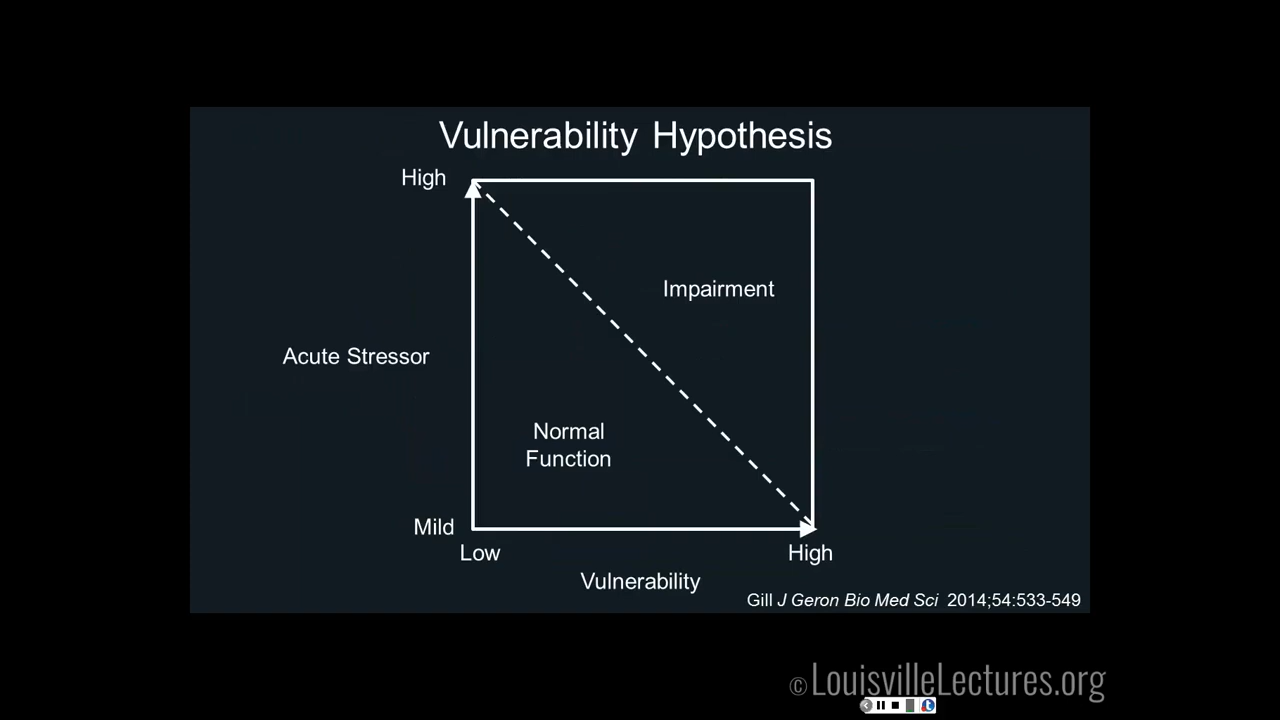 Vulnerability Hypothesis
High
Impairment
Acute Stressor
Normal
Function
Mild
Low
High
Vulnerability
Gill J Geron Bio Med Sci 2014;54:533-549
© LouisvilleLectures.org